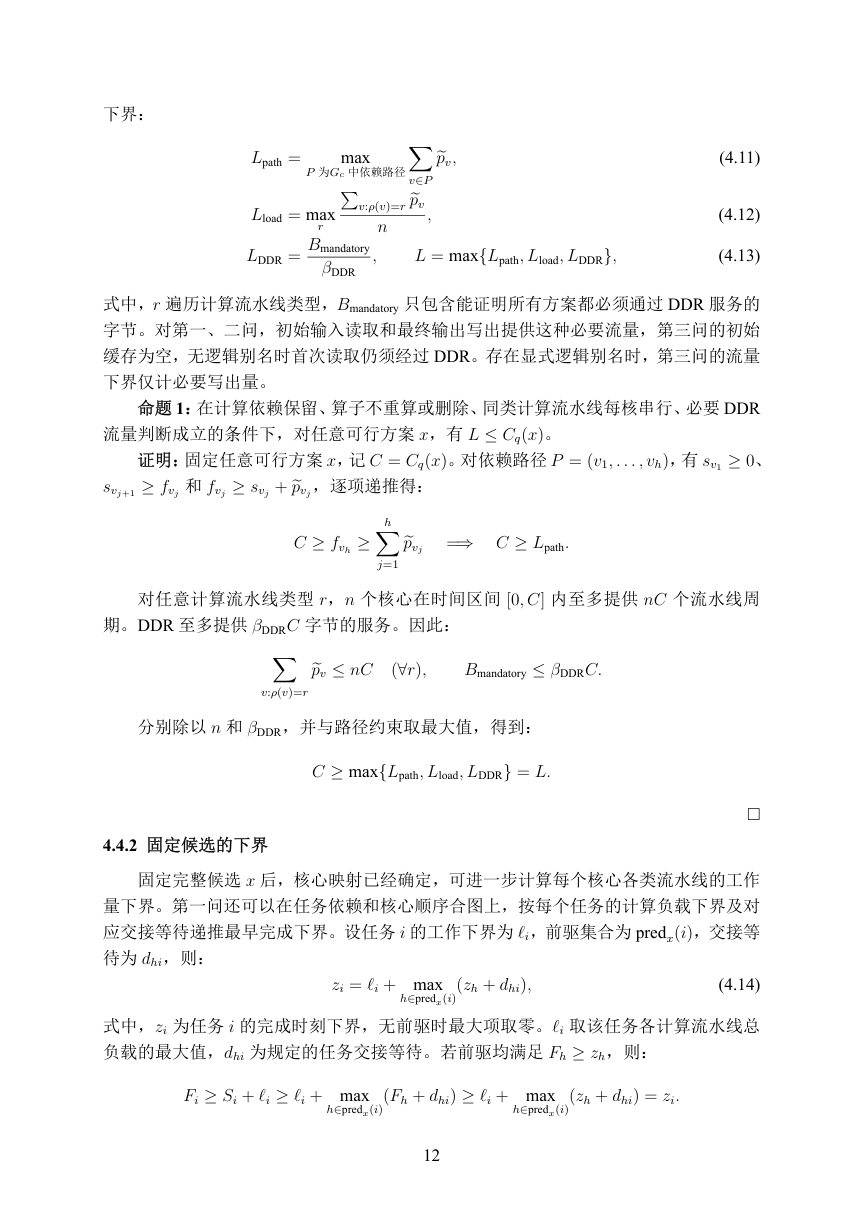 下界：
L_path = max_{P 为G_c 中依赖路径} ∑_{v∈P} p̃_v, (4.11)
L_load = max_r (∑_{v:ρ(v)=r} p̃_v) / n, (4.12)
L_DDR = B_mandatory / β_DDR, L = max{L_path, L_load, L_DDR}, (4.13)
式中，r 遍历计算流水线类型，B_mandatory 只包含能证明所有方案都必须通过 DDR 服务的
字节。对第一、二问，初始输入读取和最终输出写出提供这种必要流量，第三问的初始
缓存为空，无逻辑别名时首次读取仍须经过 DDR。存在显式逻辑别名时，第三问的流量
下界仅计必要写出量。
命题 1：在计算依赖保留、算子不重算或删除、同类计算流水线每核串行、必要 DDR
流量判断成立的条件下，对任意可行方案 x，有 L ≤ C_q(x)。
证明：固定任意可行方案 x，记 C = C_q(x)。对依赖路径 P = (v_1, . . . , v_h)，有 s_{v_1} ≥ 0、
s_{v_{j+1}} ≥ f_{v_j} 和 f_{v_j} ≥ s_{v_j} + p̃_{v_j}，逐项递推得：
C ≥ f_{v_h} ≥ ∑_{j=1}^{h} p̃_{v_j} ⟹ C ≥ L_path.
对任意计算流水线类型 r，n 个核心在时间区间 [0, C] 内至多提供 nC 个流水线周
期。DDR 至多提供 β_DDR C 字节的服务。因此：
∑_{v:ρ(v)=r} p̃_v ≤ nC (∀r), B_mandatory ≤ β_DDR C.
分别除以 n 和 β_DDR，并与路径约束取最大值，得到：
C ≥ max{L_path, L_load, L_DDR} = L.
□
4.4.2 固定候选的下界
固定完整候选 x 后，核心映射已经确定，可进一步计算每个核心各类流水线的工作
量下界。第一问还可以在任务依赖和核心顺序合图上，按每个任务的计算负载下界及对
应交接等待递推最早完成下界。设任务 i 的工作下界为 ℓ_i，前驱集合为 pred_x(i)，交接等
待为 d_{hi}，则：
z_i = ℓ_i + max_{h∈pred_x(i)} (z_h + d_{hi}), (4.14)
式中，z_i 为任务 i 的完成时刻下界，无前驱时最大项取零。ℓ_i 取该任务各计算流水线总
负载的最大值，d_{hi} 为规定的任务交接等待。若前驱均满足 F_h ≥ z_h，则：
F_i ≥ S_i + ℓ_i ≥ ℓ_i + max_{h∈pred_x(i)} (F_h + d_{hi}) ≥ ℓ_i + max_{h∈pred_x(i)} (z_h + d_{hi}) = z_i.
12